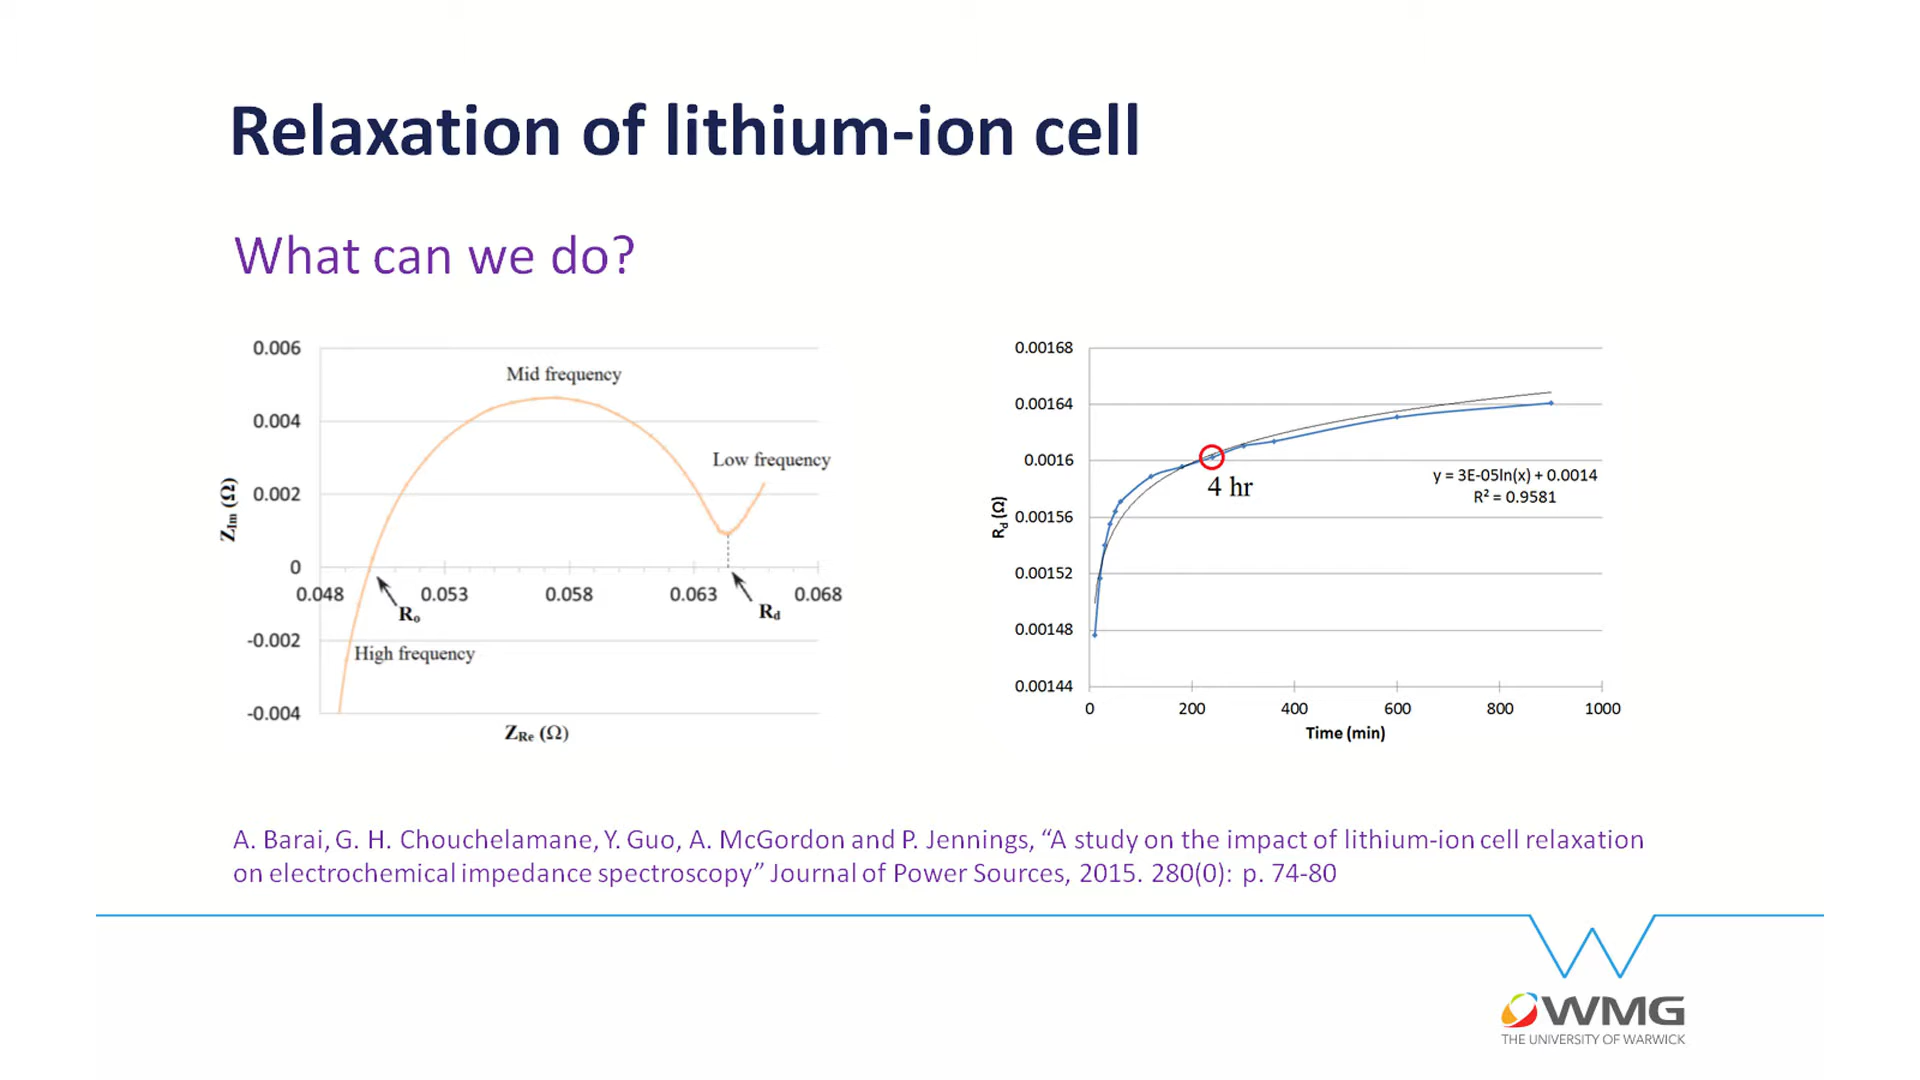 Relaxation of lithium-ion cell
What can we do?
0.006
0.004
0.002
0
-0.002
-0.004
Z_Im (Ω)
Mid frequency
Low frequency
High frequency
0.048
0.053
0.058
0.063
0.068
R_o
R_d
Z_Re (Ω)
0.00168
0.00164
0.0016
0.00156
0.00152
0.00148
0.00144
R_d (Ω)
4 hr
y = 3E-05ln(x) + 0.0014
R² = 0.9581
0
200
400
600
800
1000
Time (min)
A. Barai, G. H. Chouchelamane, Y. Guo, A. McGordon and P. Jennings, “A study on the impact of lithium-ion cell relaxation
on electrochemical impedance spectroscopy” Journal of Power Sources, 2015. 280(0): p. 74-80
WMG
THE UNIVERSITY OF WARWICK